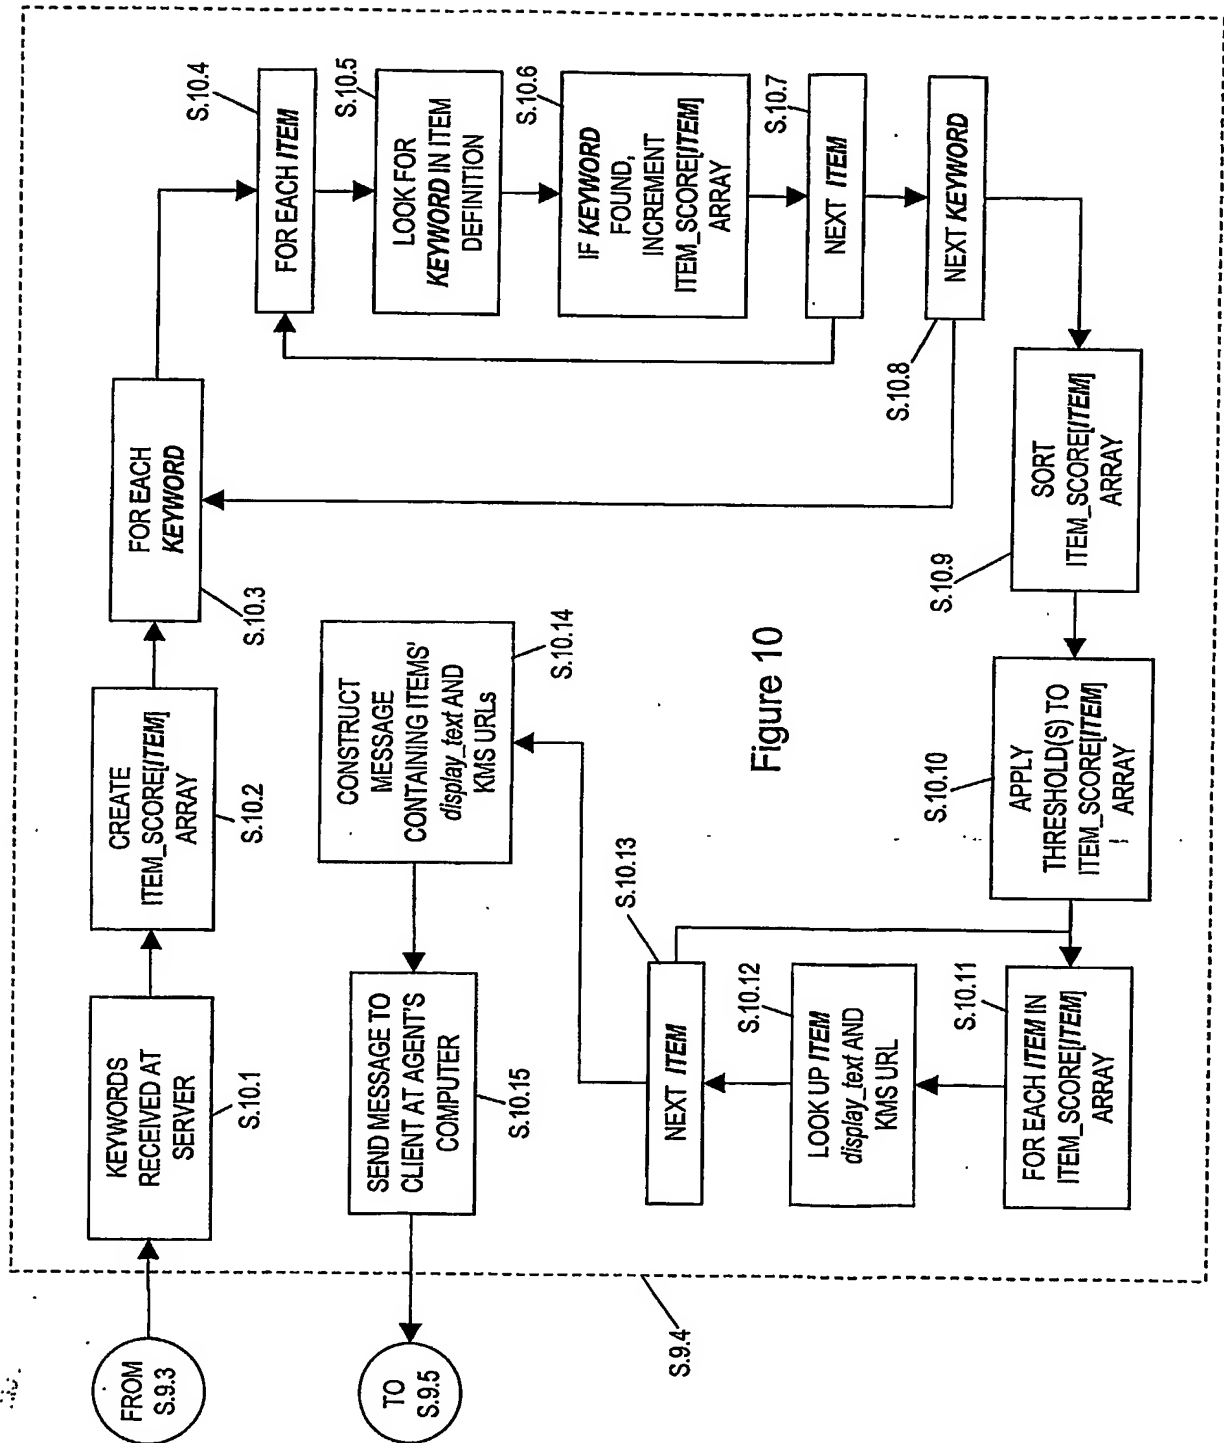 FROM
S.9.3
KEYWORDS
RECEIVED AT
SERVER
S.10.1
CREATE
ITEM_SCORE[ITEM]
ARRAY
S.10.2
FOR EACH
KEYWORD
S.10.3
FOR EACH ITEM
S.10.4
LOOK FOR
KEYWORD IN ITEM
DEFINITION
S.10.5
IF KEYWORD
FOUND,
INCREMENT
ITEM_SCORE[ITEM]
ARRAY
S.10.6
NEXT ITEM
S.10.7
NEXT KEYWORD
S.10.8
SORT
ITEM_SCORE[ITEM]
ARRAY
S.10.9
APPLY
THRESHOLD(S) TO
ITEM_SCORE[ITEM]
ARRAY
S.10.10
FOR EACH ITEM IN
ITEM_SCORE[ITEM]
ARRAY
S.10.11
LOOK UP ITEM
display_text AND
KMS URL
S.10.12
NEXT ITEM
S.10.13
CONSTRUCT
MESSAGE
CONTAINING ITEMS'
display_text AND
KMS URLs
S.10.14
SEND MESSAGE TO
CLIENT AT AGENT'S
COMPUTER
S.10.15
TO
S.9.5
S.9.4
Figure 10